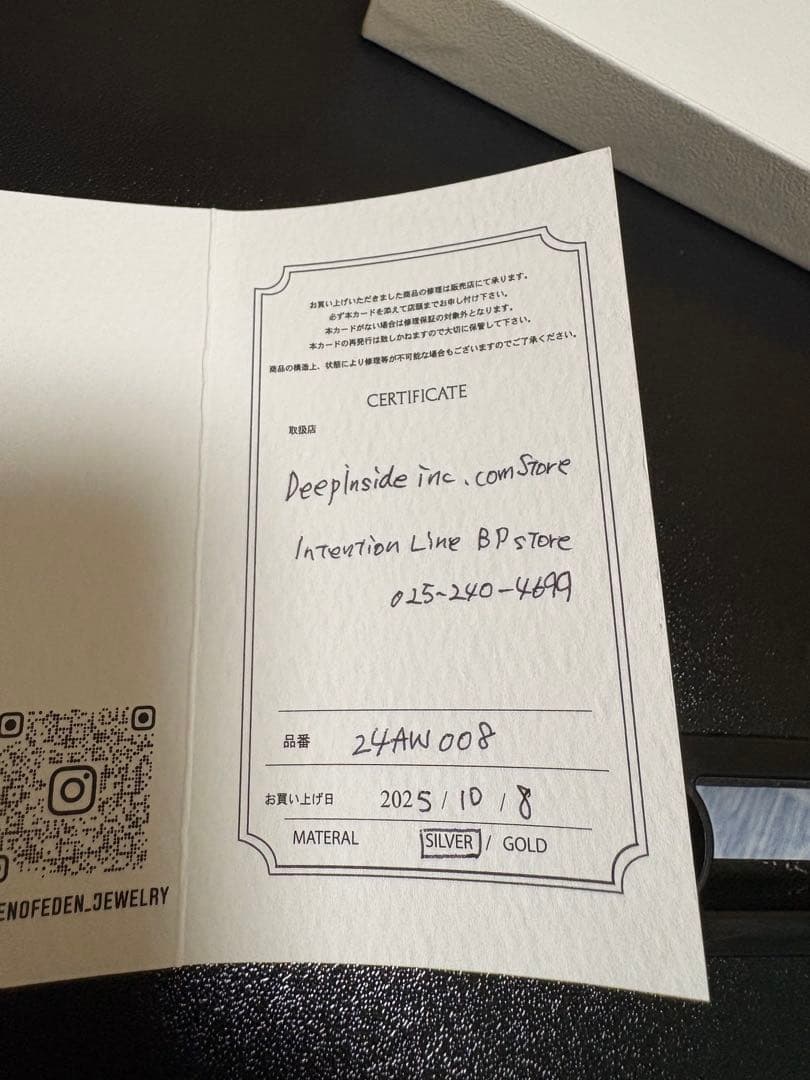 お買い上げいただきました商品の修理は販売店にて承ります。
必ず本カードを添えて店頭までお申し付け下さい。
本カードがない場合は修理保証の対象外となります。
本カードの再発行は致しかねますので大切に保管して下さい。
商品の構造上、状態により修理等が不可能な場合もございますのでご了承ください。
CERTIFICATE
取扱店
DeepInside inc.com Store
Intention Line BP store
025-240-4699
品番 24AW008
お買い上げ日 2025/10/8
MATERAL SILVER / GOLD
ENOFEDEN_JEWELRY